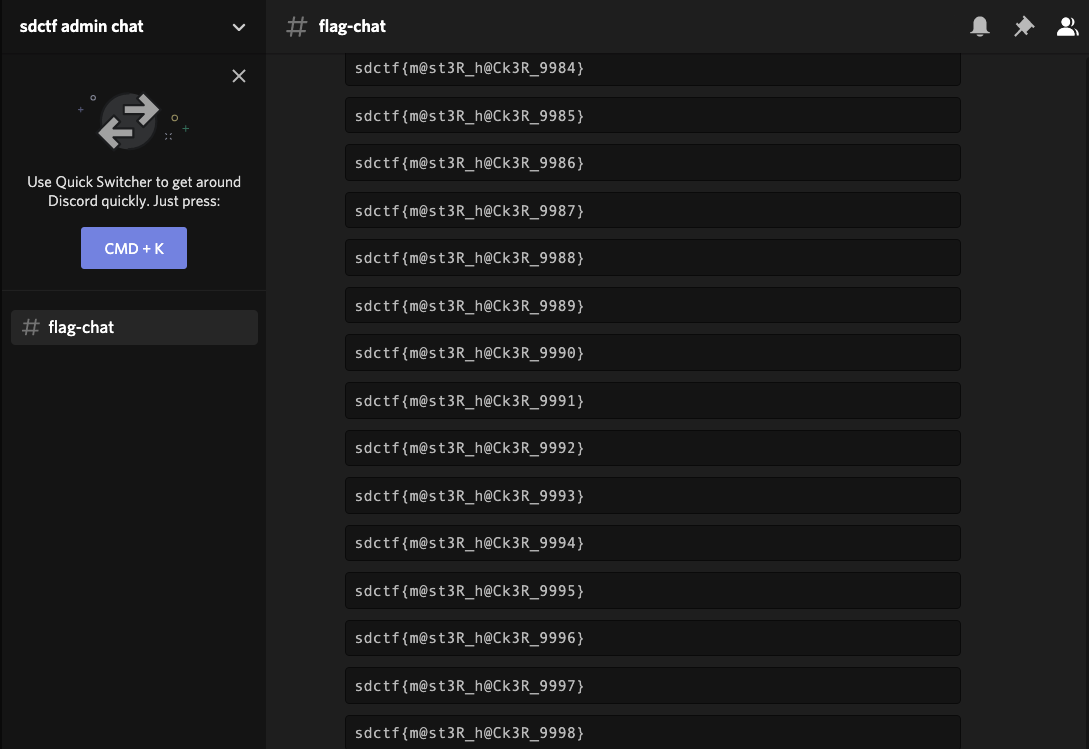 sdctf admin chat
Use Quick Switcher to get around
Discord quickly. Just press:
CMD + K
# flag-chat
# flag-chat
sdctf{m@st3R_h@Ck3R_9984}
sdctf{m@st3R_h@Ck3R_9985}
sdctf{m@st3R_h@Ck3R_9986}
sdctf{m@st3R_h@Ck3R_9987}
sdctf{m@st3R_h@Ck3R_9988}
sdctf{m@st3R_h@Ck3R_9989}
sdctf{m@st3R_h@Ck3R_9990}
sdctf{m@st3R_h@Ck3R_9991}
sdctf{m@st3R_h@Ck3R_9992}
sdctf{m@st3R_h@Ck3R_9993}
sdctf{m@st3R_h@Ck3R_9994}
sdctf{m@st3R_h@Ck3R_9995}
sdctf{m@st3R_h@Ck3R_9996}
sdctf{m@st3R_h@Ck3R_9997}
sdctf{m@st3R_h@Ck3R_9998}